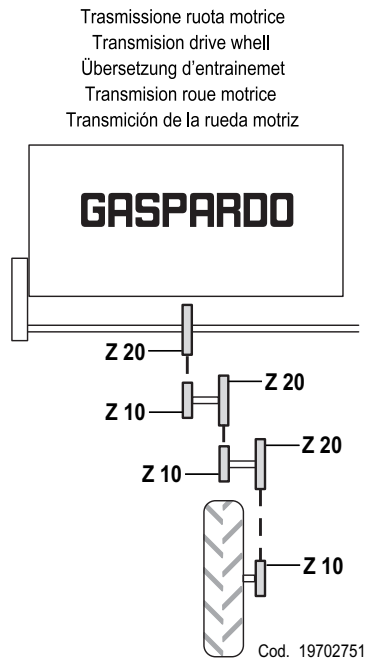 Trasmissione ruota motrice
Transmision drive whell
Übersetzung d'entrainemet
Transmision roue motrice
Transmición de la rueda motriz
GASPARDO
Z 20
Z 20
Z 10
Z 20
Z 10
Z 10
Cod. 19702751